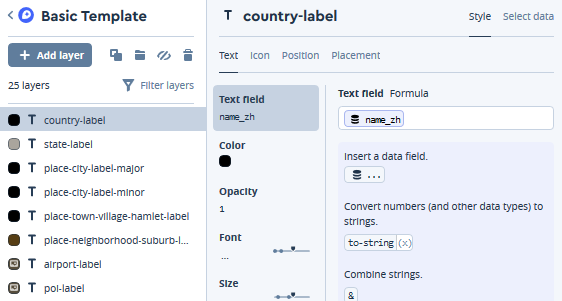 Basic Template
Add layer
25 layers
Filter layers
country-label
state-label
place-city-label-major
place-city-label-minor
place-town-village-hamlet-label
place-neighborhood-suburb-l...
airport-label
poi-label
country-label
Style
Select data
Text
Icon
Position
Placement
Text field
name_zh
Color
Opacity
1
Font
...
Size
Text field Formula
name_zh
Insert a data field.
...
Convert numbers (and other data types) to
strings.
to-string(x)
Combine strings.
&